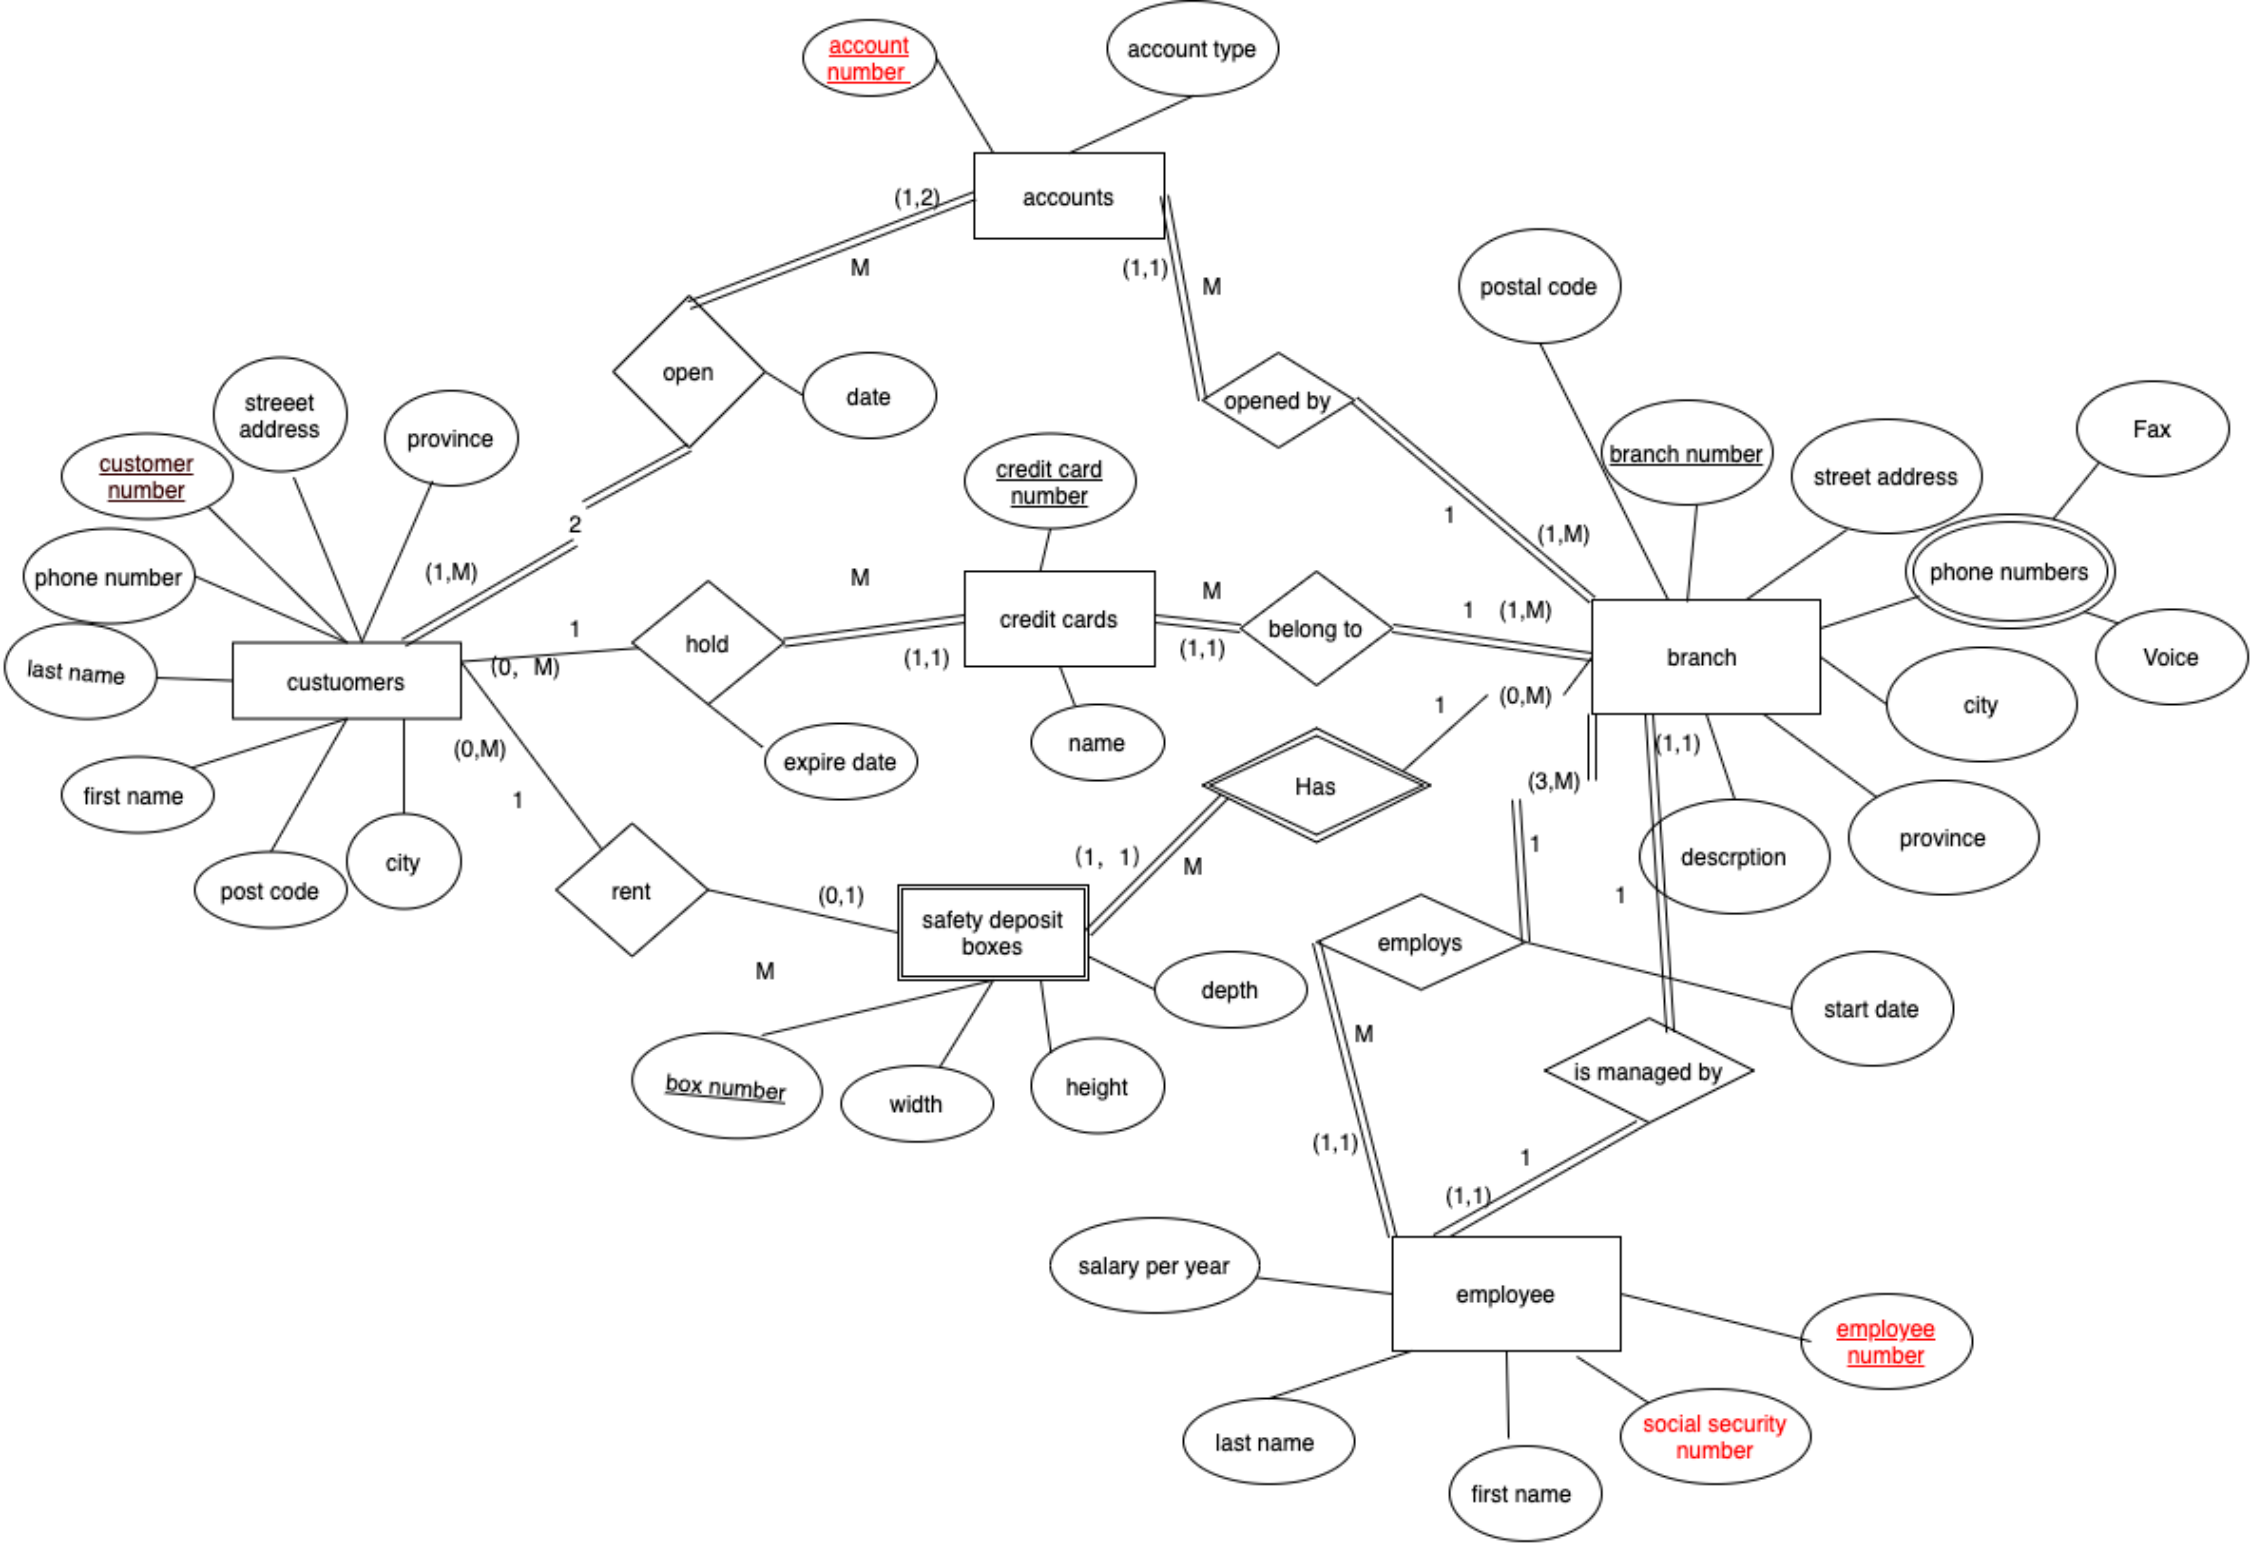 account
number
account type
accounts
(1,2)
M
(1,1)
M
postal code
open
date
opened by
streeet
address
province
customer
number
phone number
last name
custuomers
first name
post code
city
(1,M)
2
credit card
number
credit cards
name
1
(0, M)
hold
M
(1,1)
expire date
M
(1,1)
belong to
1
(1,M)
1
(1,M)
branch number
street address
Fax
phone numbers
Voice
branch
city
province
descrption
(0,M)
1
Has
(1, 1)
M
(0,M)
1
rent
(0,1)
M
safety deposit
boxes
box number
width
height
depth
(3,M)
1
employs
M
(1,1)
start date
(1,1)
1
is managed by
1
(1,1)
employee
salary per year
last name
first name
social security
number
employee
number